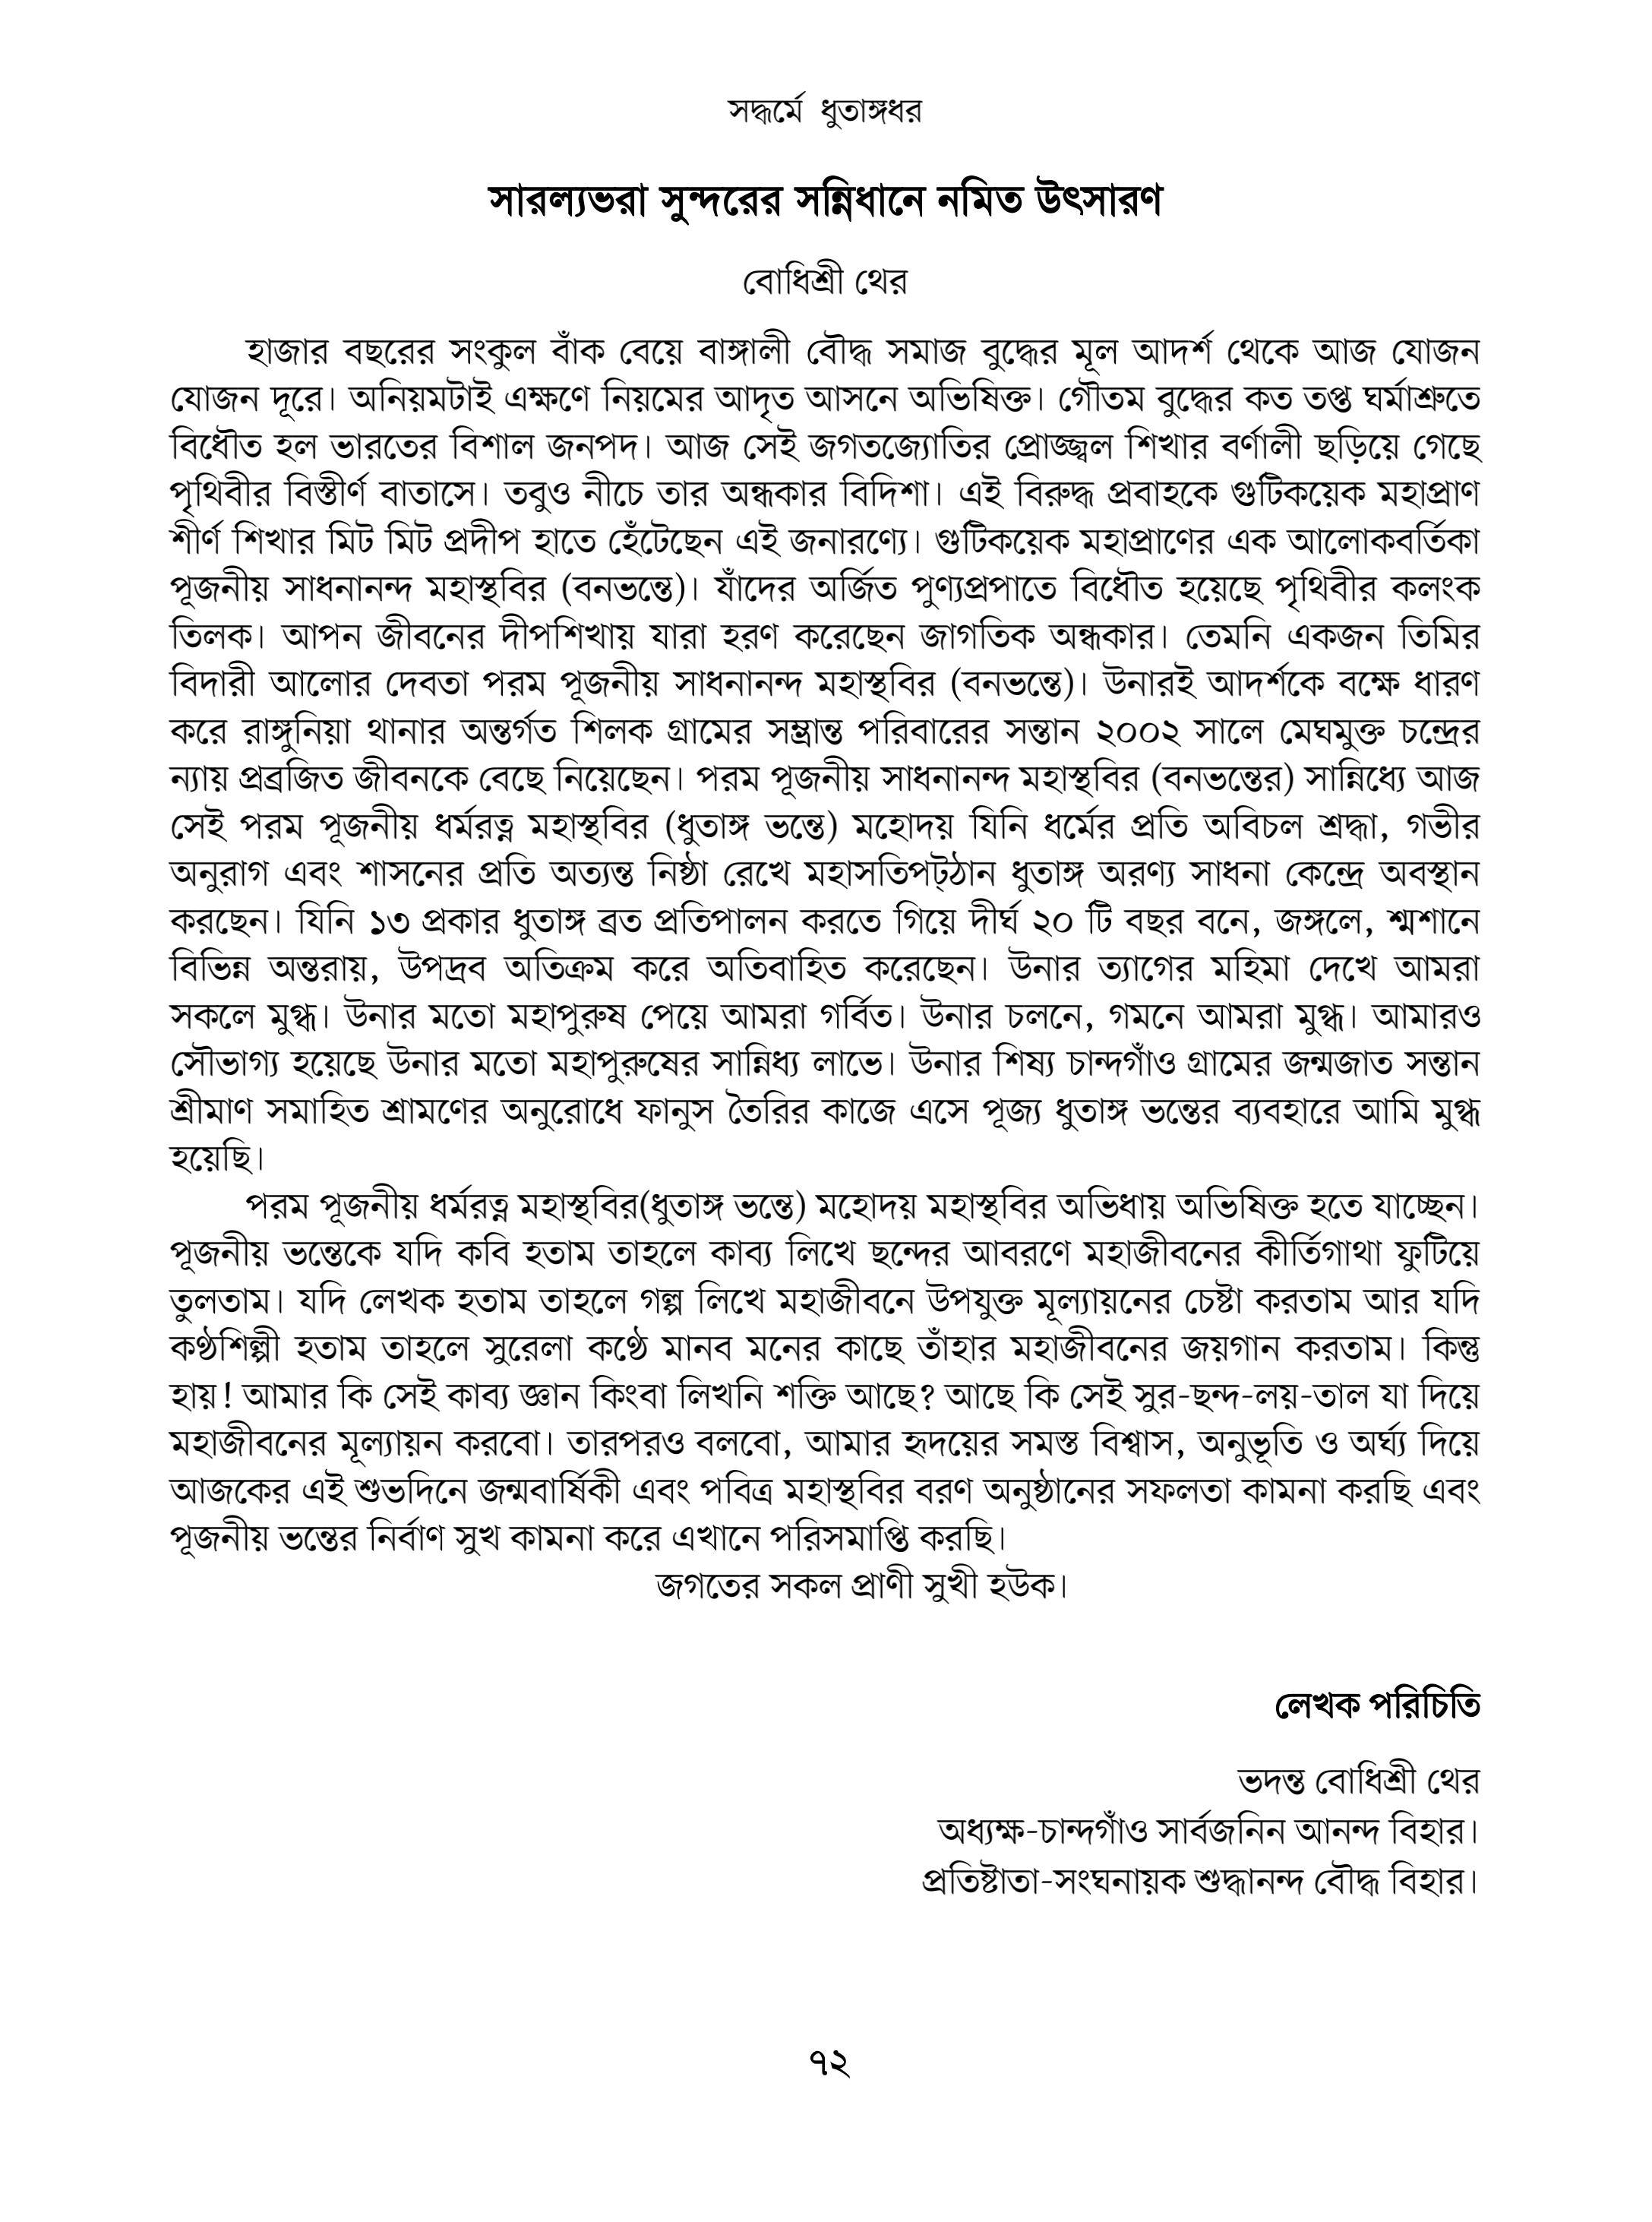 সদ্ধর্মে ধুতাঙ্গধর
সারল্যভরা সুন্দরের সন্নিধানে নমিত উৎসারণ
বোধিশ্রী থের
হাজার বছরের সংকুল বাঁক বেয়ে বাঙ্গালী বৌদ্ধ সমাজ বুদ্ধের মূল আদর্শ থেকে আজ যোজন
যোজন দূরে। অনিয়মটাই এক্ষণে নিয়মের আদৃত আসনে অভিষিক্ত। গৌতম বুদ্ধের কত তপ্ত ঘর্মাশ্রুতে
বিধৌত হল ভারতের বিশাল জনপদ। আজ সেই জগতজ্যোতির প্রোজ্জ্বল শিখার বর্ণালী ছড়িয়ে গেছে
পৃথিবীর বিস্তীর্ণ বাতাসে। তবুও নীচে তার অন্ধকার বিদিশা। এই বিরুদ্ধ প্রবাহকে গুটিকয়েক মহাপ্রাণ
শীর্ণ শিখার মিট মিট প্রদীপ হাতে হেঁটেছেন এই জনারণ্যে। গুটিকয়েক মহাপ্রাণের এক আলোকবর্তিকা
পূজনীয় সাধনানন্দ মহাস্থবির (বনভন্তে)। যাঁদের অর্জিত পুণ্যপ্রপাতে বিধৌত হয়েছে পৃথিবীর কলংক
তিলক। আপন জীবনের দীপশিখায় যারা হরণ করেছেন জাগতিক অন্ধকার। তেমনি একজন তিমির
বিদারী আলোর দেবতা পরম পূজনীয় সাধনানন্দ মহাস্থবির (বনভন্তে)। উনারই আদর্শকে বক্ষে ধারণ
করে রাঙ্গুনিয়া থানার অন্তর্গত শিলক গ্রামের সম্ভ্রান্ত পরিবারের সন্তান ২০০২ সালে মেঘমুক্ত চন্দ্রের
ন্যায় প্রব্রজিত জীবনকে বেছে নিয়েছেন। পরম পূজনীয় সাধনানন্দ মহাস্থবির (বনভন্তের) সান্নিধ্যে আজ
সেই পরম পূজনীয় ধর্মরত্ন মহাস্থবির (ধুতাঙ্গ ভন্তে) মহোদয় যিনি ধর্মের প্রতি অবিচল শ্রদ্ধা, গভীর
অনুরাগ এবং শাসনের প্রতি অত্যন্ত নিষ্ঠা রেখে মহাসতিপট্ঠান ধুতাঙ্গ অরণ্য সাধনা কেন্দ্রে অবস্থান
করছেন। যিনি ১৩ প্রকার ধুতাঙ্গ ব্রত প্রতিপালন করতে গিয়ে দীর্ঘ ২০ টি বছর বনে, জঙ্গলে, শ্মশানে
বিভিন্ন অন্তরায়, উপদ্রব অতিক্রম করে অতিবাহিত করেছেন। উনার ত্যাগের মহিমা দেখে আমরা
সকলে মুগ্ধ। উনার মতো মহাপুরুষ পেয়ে আমরা গর্বিত। উনার চলনে, গমনে আমরা মুগ্ধ। আমারও
সৌভাগ্য হয়েছে উনার মতো মহাপুরুষের সান্নিধ্য লাভে। উনার শিষ্য চান্দগাঁও গ্রামের জন্মজাত সন্তান
শ্রীমাণ সমাহিত শ্রামণের অনুরোধে ফানুস তৈরির কাজে এসে পূজ্য ধুতাঙ্গ ভন্তের ব্যবহারে আমি মুগ্ধ
হয়েছি।
পরম পূজনীয় ধর্মরত্ন মহাস্থবির(ধুতাঙ্গ ভন্তে) মহোদয় মহাস্থবির অভিধায় অভিষিক্ত হতে যাচ্ছেন।
পূজনীয় ভন্তেকে যদি কবি হতাম তাহলে কাব্য লিখে ছন্দের আবরণে মহাজীবনের কীর্তিগাথা ফুটিয়ে
তুলতাম। যদি লেখক হতাম তাহলে গল্প লিখে মহাজীবনে উপযুক্ত মূল্যায়নের চেষ্টা করতাম আর যদি
কণ্ঠশিল্পী হতাম তাহলে সুরেলা কণ্ঠে মানব মনের কাছে তাঁহার মহাজীবনের জয়গান করতাম। কিন্তু
হায়! আমার কি সেই কাব্য জ্ঞান কিংবা লিখনি শক্তি আছে? আছে কি সেই সুর-ছন্দ-লয়-তাল যা দিয়ে
মহাজীবনের মূল্যায়ন করবো। তারপরও বলবো, আমার হৃদয়ের সমস্ত বিশ্বাস, অনুভূতি ও অর্ঘ্য দিয়ে
আজকের এই শুভদিনে জন্মবার্ষিকী এবং পবিত্র মহাস্থবির বরণ অনুষ্ঠানের সফলতা কামনা করছি এবং
পূজনীয় ভন্তের নির্বাণ সুখ কামনা করে এখানে পরিসমাপ্তি করছি।
জগতের সকল প্রাণী সুখী হউক।
লেখক পরিচিতি
ভদন্ত বোধিশ্রী থের
অধ্যক্ষ-চান্দগাঁও সার্বজনিন আনন্দ বিহার।
প্রতিষ্টাতা-সংঘনায়ক শুদ্ধানন্দ বৌদ্ধ বিহার।
৭২